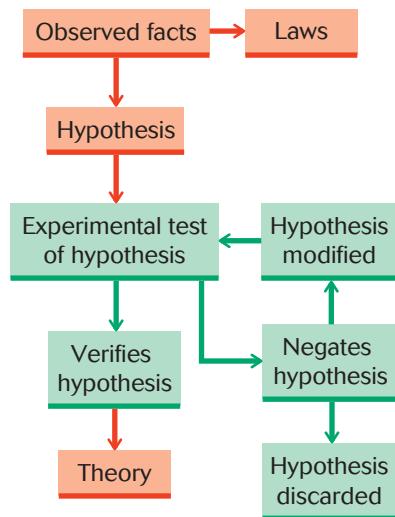 Observed facts
Laws
Hypothesis
Experimental test
of hypothesis
Hypothesis
modified
Verifies
hypothesis
Negates
hypothesis
Theory
Hypothesis
discarded